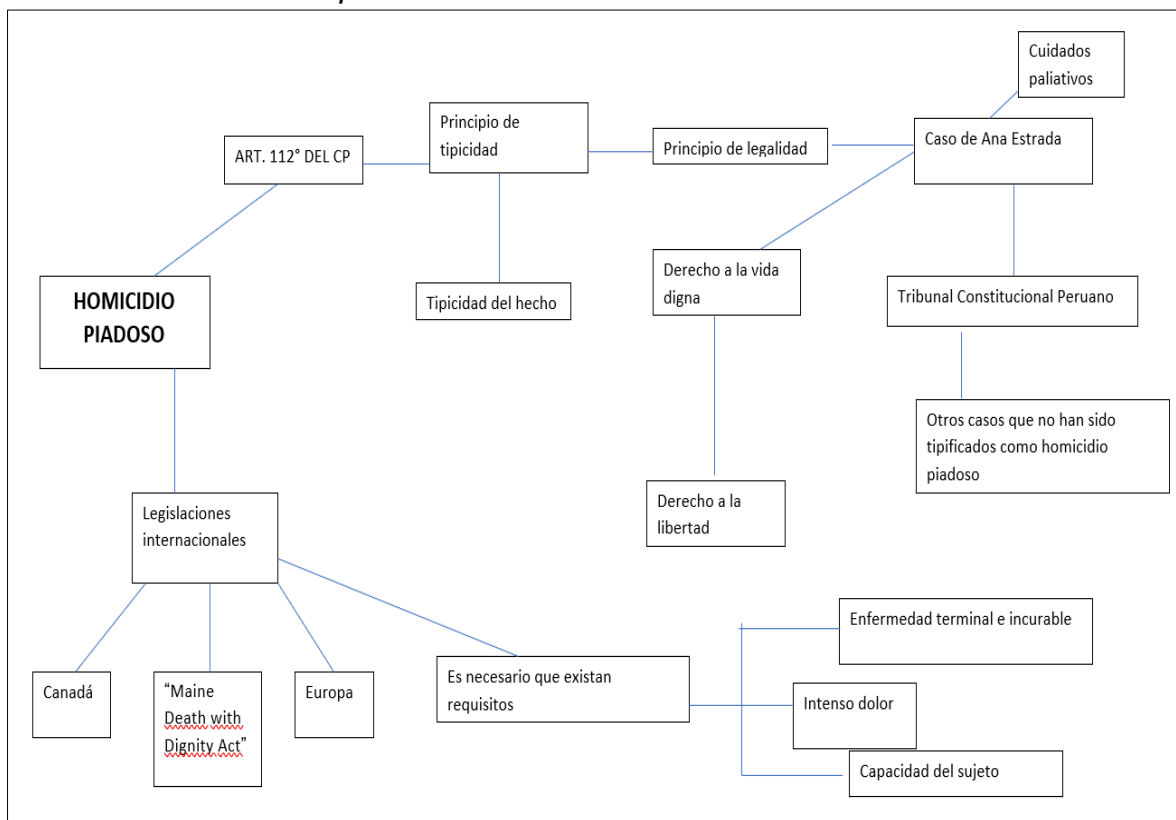 Cuidados
paliativos
Principio de
tipicidad
ART. 112° DEL CP
Principio de legalidad
Caso de Ana Estrada
HOMICIDIO
PIADOSO
Tipicidad del hecho
Derecho a la vida
digna
Tribunal Constitucional Peruano
Otros casos que no han sido
tipificados como homicidio
piadoso
Derecho a la
libertad
Legislaciones
internacionales
Canadá
“Maine
Death with
Dignity Act”
Europa
Es necesario que existan
requisitos
Enfermedad terminal e incurable
Intenso dolor
Capacidad del sujeto